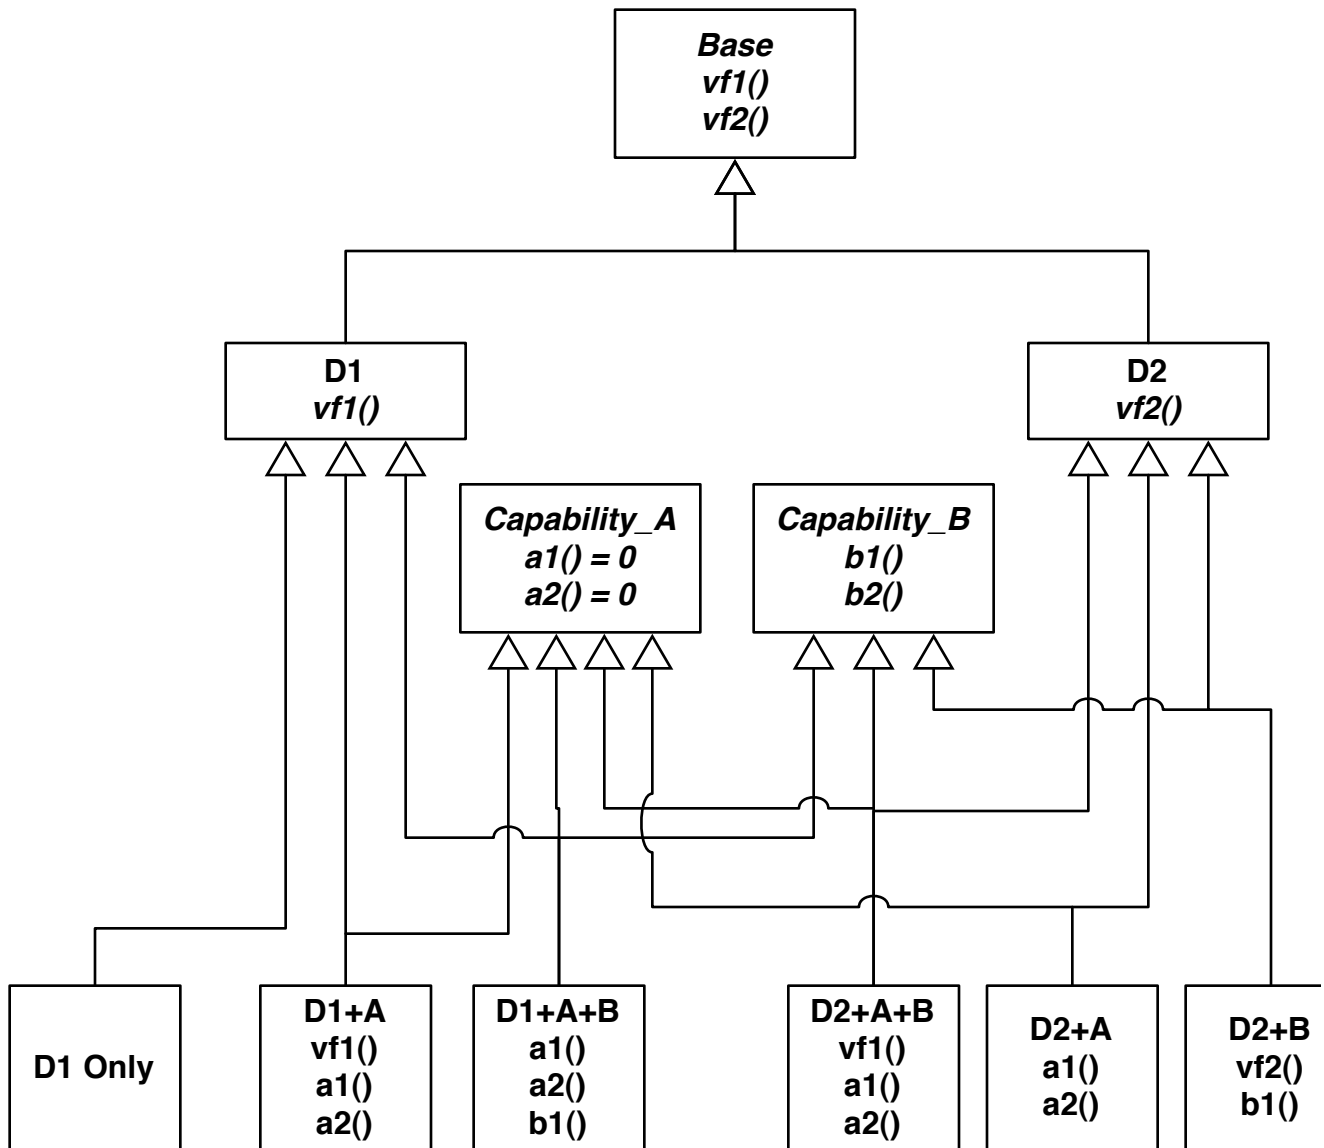 Base
vf1()
vf2()
D1
vf1()
D2
vf2()
Capability_A
a1() = 0
a2() = 0
Capability_B
b1()
b2()
D1 Only
D1+A
vf1()
a1()
a2()
D1+A+B
a1()
a2()
b1()
D2+A+B
vf1()
a1()
a2()
D2+A
a1()
a2()
D2+B
vf2()
b1()